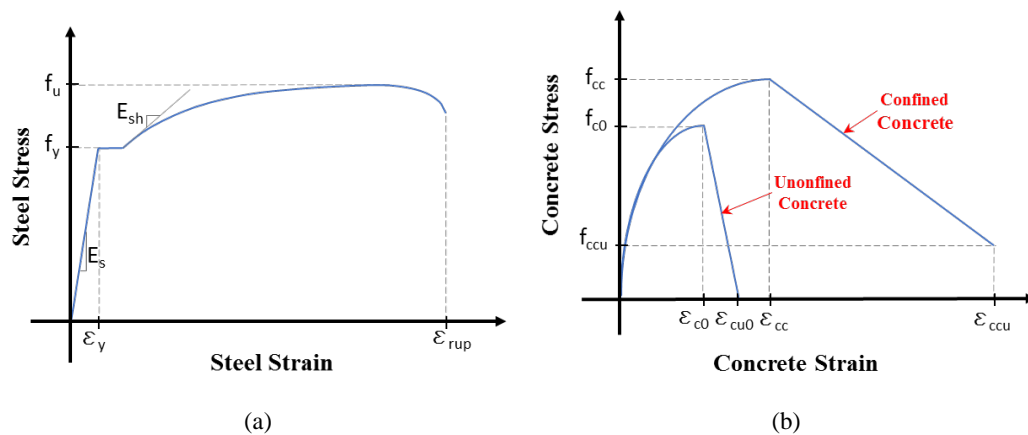 Steel Stress
f_u
f_y
E_sh
E_s
ε_y
ε_rup
Steel Strain
(a)
Concrete Stress
f_cc
f_c0
f_ccu
Confined
Concrete
Unonfined
Concrete
ε_c0
ε_cu0
ε_cc
ε_ccu
Concrete Strain
(b)